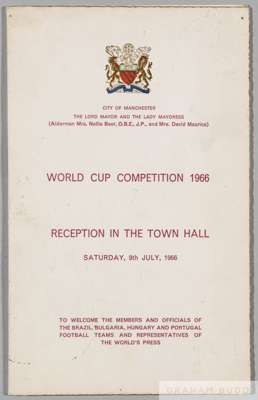 CITY OF MANCHESTER
THE LORD MAYOR AND THE LADY MAYORESS
(Alderman Mrs. Nellie Beer, O.B.E., J.P., and Mrs. David Maurice)
WORLD CUP COMPETITION 1966
RECEPTION IN THE TOWN HALL
SATURDAY, 9th JULY, 1966
TO WELCOME THE MEMBERS AND OFFICIALS OF
THE BRAZIL, BULGARIA, HUNGARY AND PORTUGAL
FOOTBALL TEAMS AND REPRESENTATIVES OF
THE WORLD'S PRESS
GRAHAM BUDD